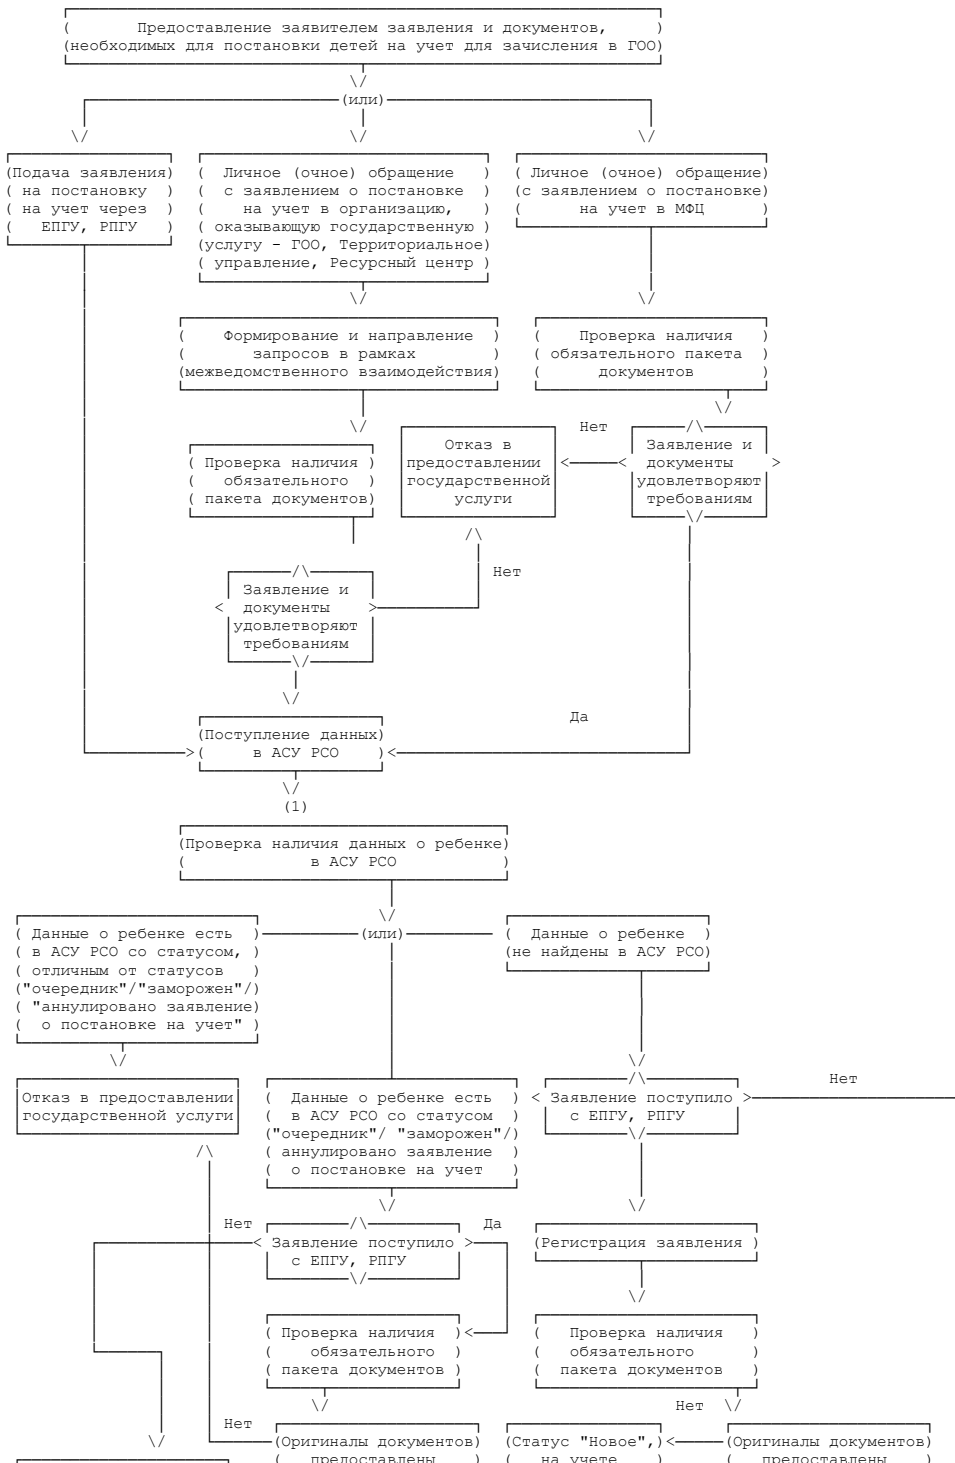 Предоставление заявителем заявления и документов,
(необходимых для постановки детей на учет для зачисления в ГОО)
(или)
(Подача заявления)
( на постановку )
( на учет через )
( ЕПГУ, РПГУ )
( Личное (очное) обращение )
( с заявлением о постановке )
( на учет в организацию, )
( оказывающую государственную )
(услугу - ГОО, Территориальное)
( управление, Ресурсный центр )
( Личное (очное) обращение)
(с заявлением о постановке)
( на учет в МФЦ )
( Формирование и направление )
( запросов в рамках )
(межведомственного взаимодействия)
( Проверка наличия )
( обязательного пакета )
( документов )
Нет
( Проверка наличия )
( обязательного )
( пакета документов)
Отказ в
предоставлении
государственной
услуги
Заявление и
< документы >
удовлетворяют
требованиям
Нет
Заявление и
< документы >
удовлетворяют
требованиям
Да
(Поступление данных)
>( в АСУ РСО )<
(1)
(Проверка наличия данных о ребенке)
( в АСУ РСО )
( Данные о ребенке есть )
( в АСУ РСО со статусом, )
( отличным от статусов )
("очередник"/"заморожен"/)
( "аннулировано заявление)
( о постановке на учет" )
(или)
( Данные о ребенке )
(не найдены в АСУ РСО)
Отказ в предоставлении
государственной услуги
( Данные о ребенке есть )
( в АСУ РСО со статусом )
("очередник"/ "заморожен"/)
( аннулировано заявление )
( о постановке на учет )
Нет
< Заявление поступило >
с ЕПГУ, РПГУ
Нет
Да
< Заявление поступило >
с ЕПГУ, РПГУ
(Регистрация заявления )
( Проверка наличия )<
( обязательного )
( пакета документов )
( Проверка наличия )
( обязательного )
( пакета документов )
Нет
Нет
(Оригиналы документов)
( предоставлены
(Статус "Новое",)<
( на учете )
(Оригиналы документов)
( предоставлены )